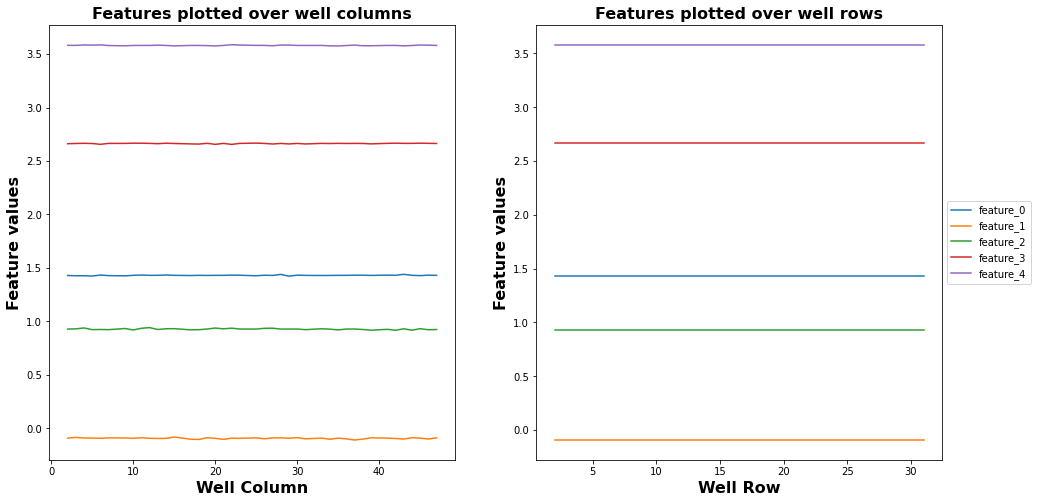 Features plotted over well columns
Features plotted over well rows
Feature values
3.5
3.0
2.5
2.0
1.5
1.0
0.5
0.0
0
10
20
30
40
Well Column
Feature values
3.5
3.0
2.5
2.0
1.5
1.0
0.5
0.0
5
10
15
20
25
30
Well Row
feature_0
feature_1
feature_2
feature_3
feature_4